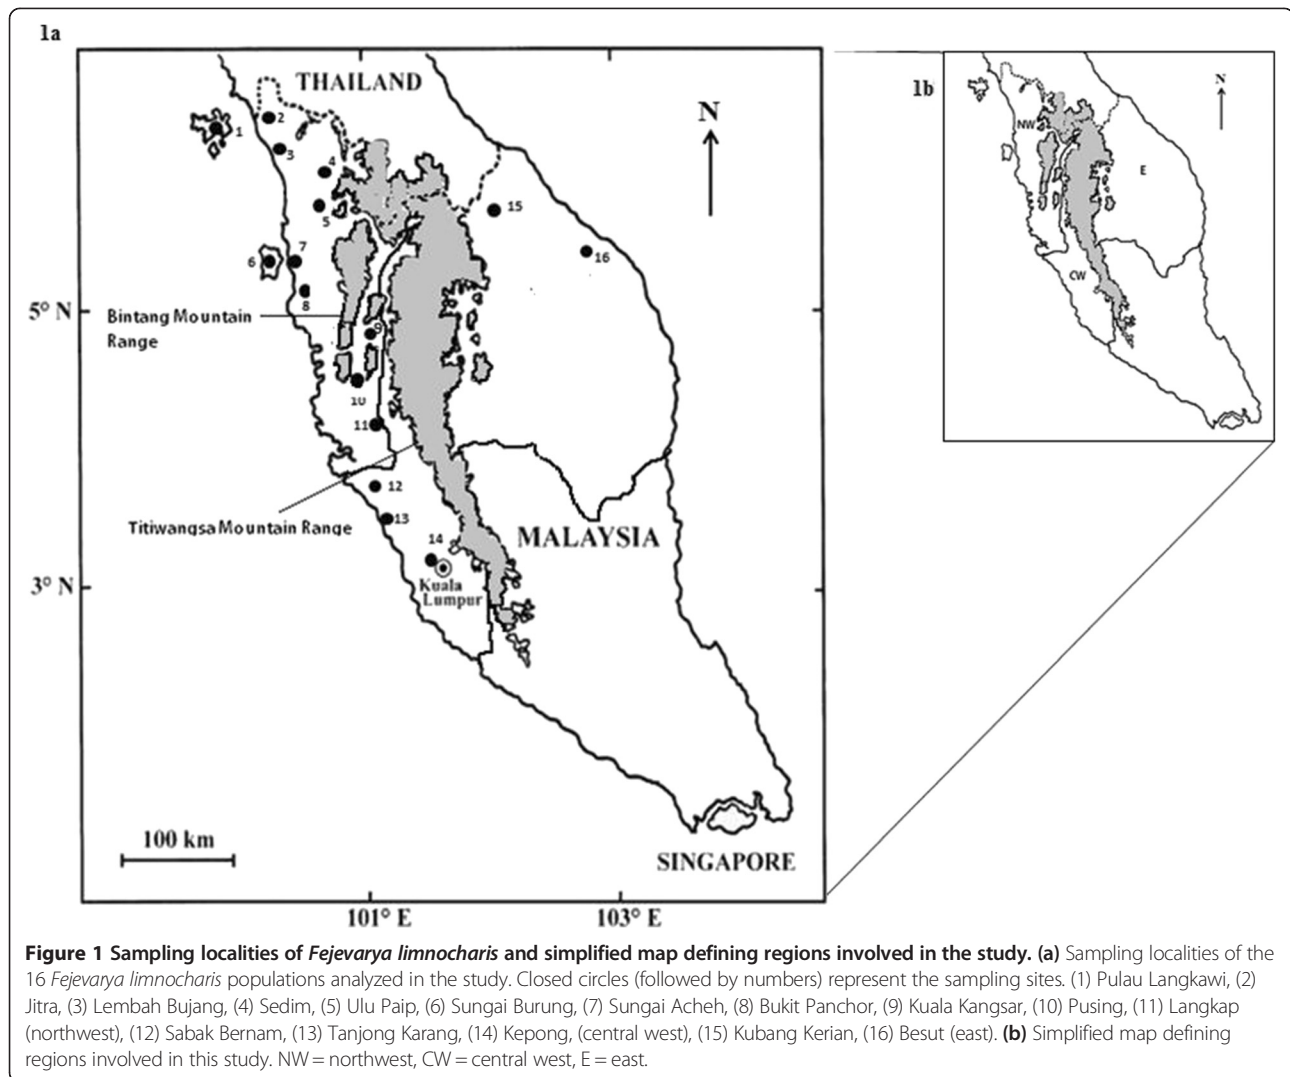 1a
THAILAND
N
1
2
3
4
5
6
7
8
9
10
11
12
13
14
15
16
5° N
3° N
Bintang Mountain
Range
Titiwangsa Mountain Range
MALAYSIA
Kuala
Lumpur
100 km
SINGAPORE
101° E
103° E
1b
N
NW
E
CW
Figure 1 Sampling localities of Fejevarya limnocharis and simplified map defining regions involved in the study. (a) Sampling localities of the
16 Fejevarya limnocharis populations analyzed in the study. Closed circles (followed by numbers) represent the sampling sites. (1) Pulau Langkawi, (2)
Jitra, (3) Lembah Bujang, (4) Sedim, (5) Ulu Paip, (6) Sungai Burung, (7) Sungai Acheh, (8) Bukit Panchor, (9) Kuala Kangsar, (10) Pusing, (11) Langkap
(northwest), (12) Sabak Bernam, (13) Tanjong Karang, (14) Kepong, (central west), (15) Kubang Kerian, (16) Besut (east). (b) Simplified map defining
regions involved in this study. NW = northwest, CW = central west, E = east.